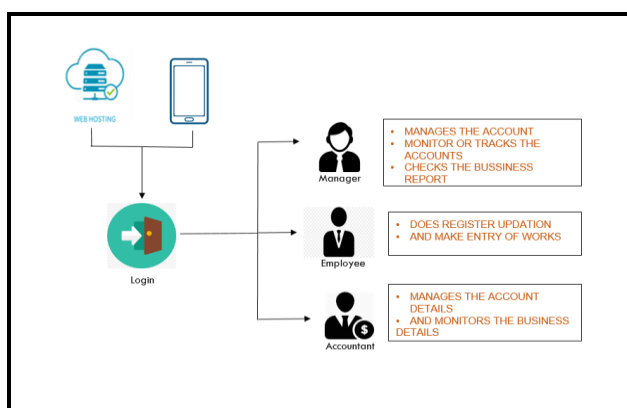 WEB HOSTING
Manager
• MANAGES THE ACCOUNT
• MONITOR OR TRACKS THE
ACCOUNTS
• CHECKS THE BUSSINESS
REPORT
Login
Employee
• DOES REGISTER UPDATION
• AND MAKE ENTRY OF WORKS
$
Accountant
• MANAGES THE ACCOUNT
DETAILS
• AND MONITORS THE BUSINESS
DETAILS